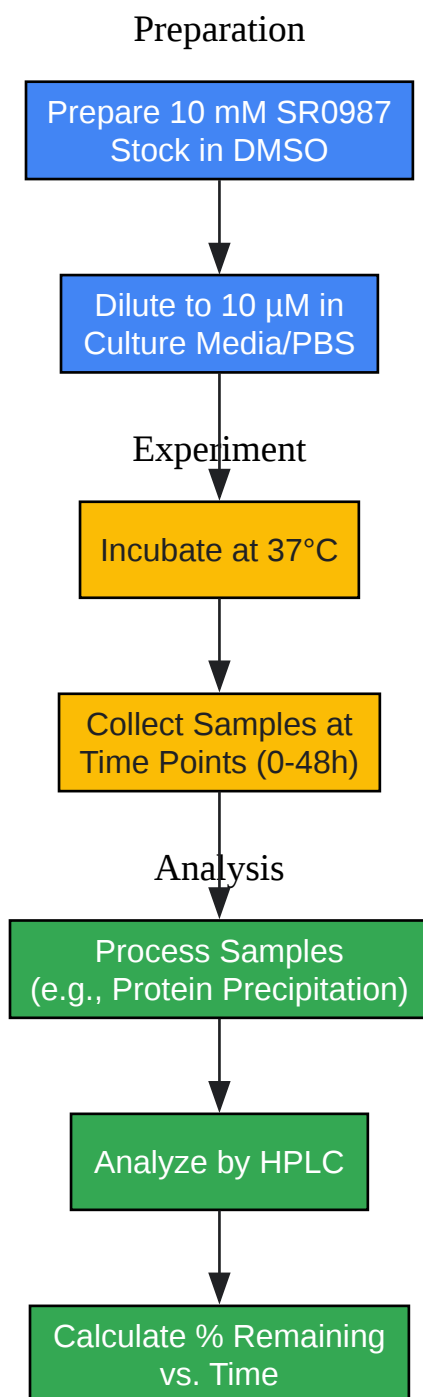 Preparation
Prepare 10 mM SR0987
Stock in DMSO
Dilute to 10 µM in
Culture Media/PBS
Experiment
Incubate at 37°C
Collect Samples at
Time Points (0-48h)
Analysis
Process Samples
(e.g., Protein Precipitation)
Analyze by HPLC
Calculate % Remaining
vs. Time